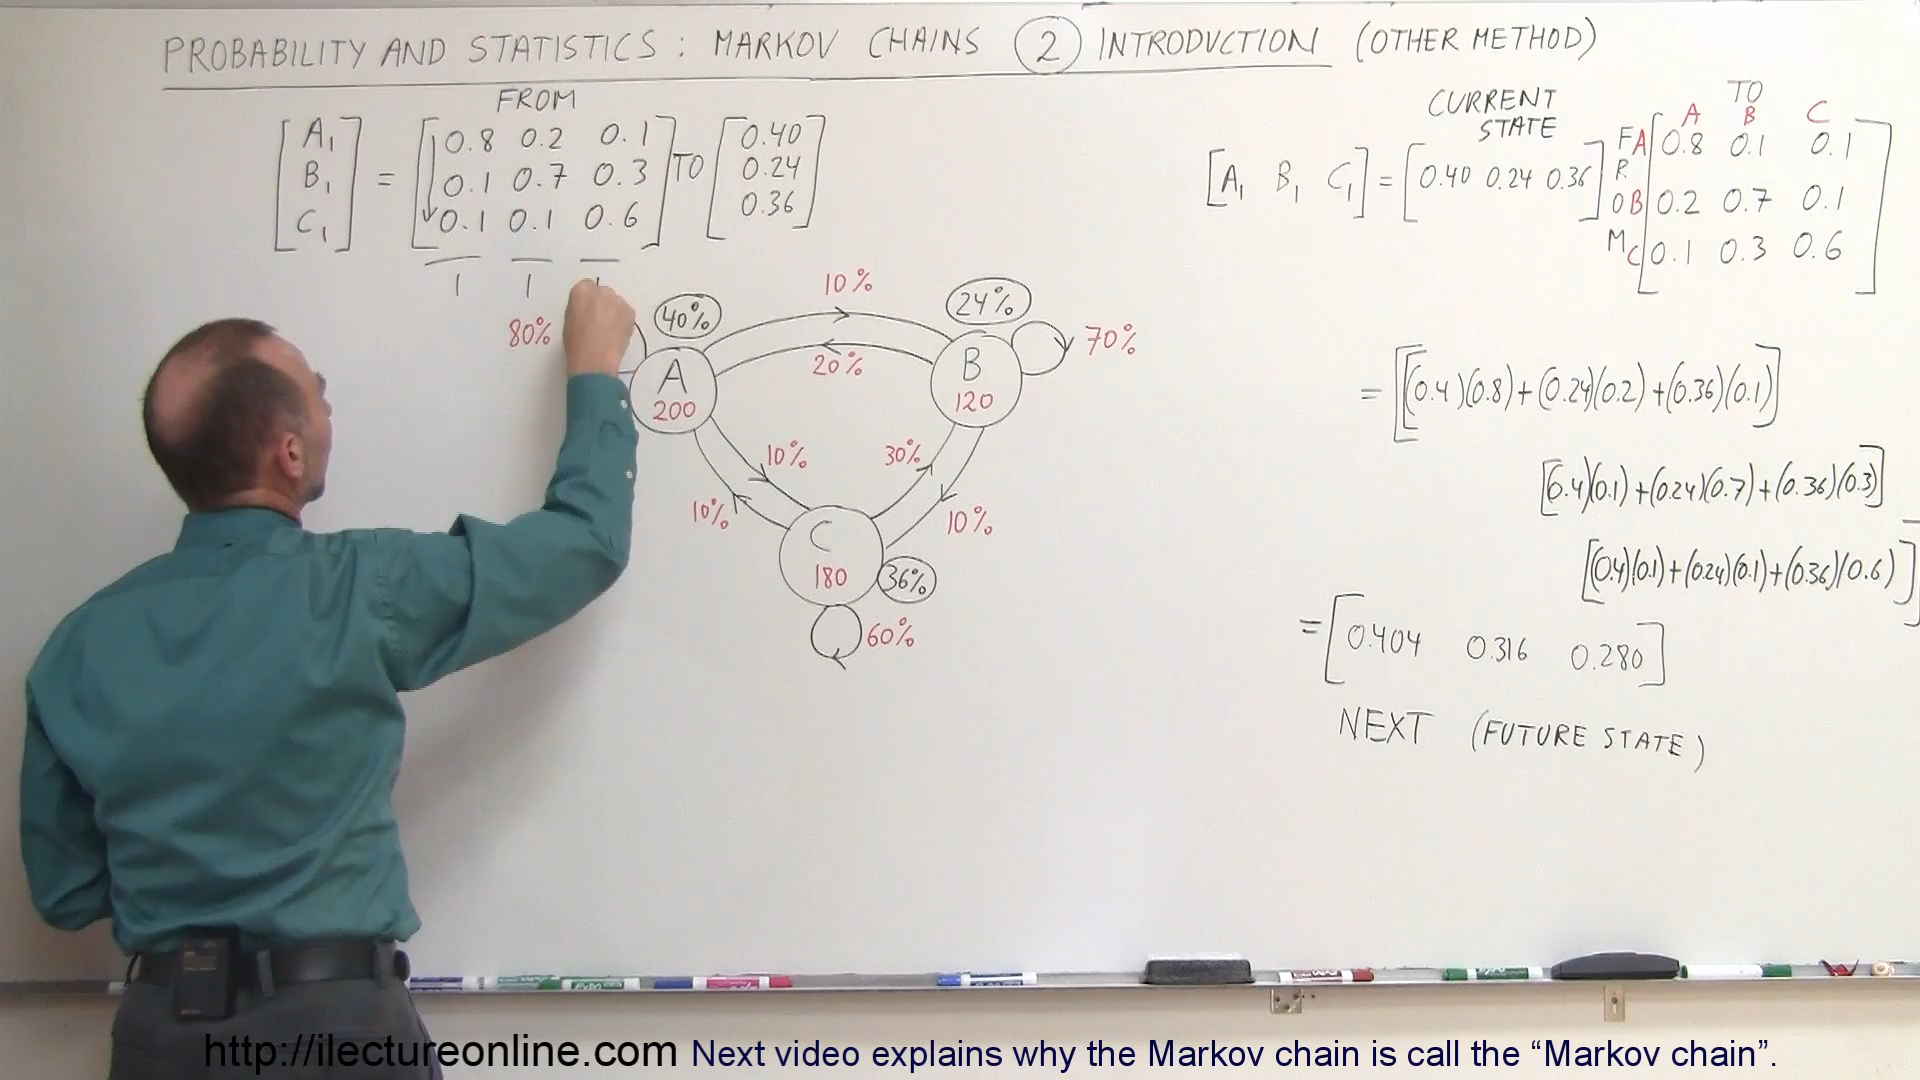 PROBABILITY AND STATISTICS : MARKOV CHAINS 2 INTRODUCTION (OTHER METHOD)
FROM
A₁
B₁
C₁
=
0.8 0.2 0.1
0.1 0.7 0.3
0.1 0.1 0.6
TO
0.40
0.24
0.36
1 1 1
CURRENT
STATE
[A₁ B₁ C₁] = [0.40 0.24 0.36]
TO
A B C
FROM
A 0.8 0.1 0.1
B 0.2 0.7 0.1
C 0.1 0.3 0.6
80%
40%
A
200
10%
20%
24%
B
120
70%
10%
10%
30%
10%
C
180
36%
60%
= [[(0.4)(0.8)+(0.24)(0.2)+(0.36)(0.1)]
[(0.4)(0.1)+(0.24)(0.7)+(0.36)(0.3)]
[(0.4)(0.1)+(0.24)(0.1)+(0.36)(0.6)]]
= [0.404 0.316 0.280]
NEXT (FUTURE STATE)
http://ilectureonline.com Next video explains why the Markov chain is call the “Markov chain”.